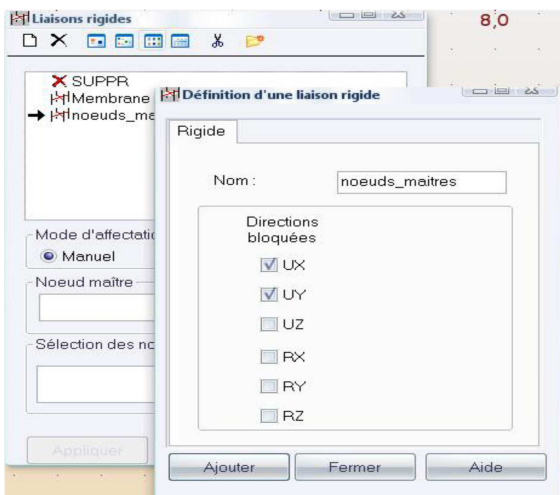 Liaisons rigides
8,0
SUPPR
Membrane
noeuds_ma
Mode d'affectatio
Manuel
Noeud maître
Sélection des no
Appliquer
Définition d'une liaison rigide
Rigide
Nom :
noeuds_maitres
Directions
bloquées
UX
UY
UZ
RX
RY
RZ
Ajouter
Fermer
Aide